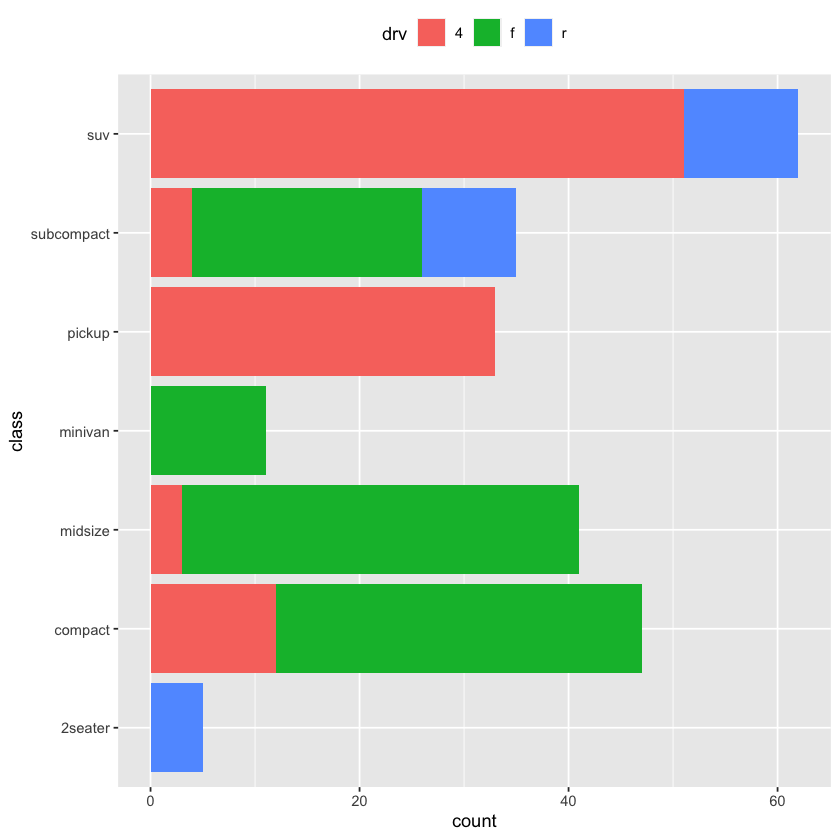 drv 4 f r
suv
subcompact
pickup
minivan
midsize
compact
2seater
class
0 20 40 60
count